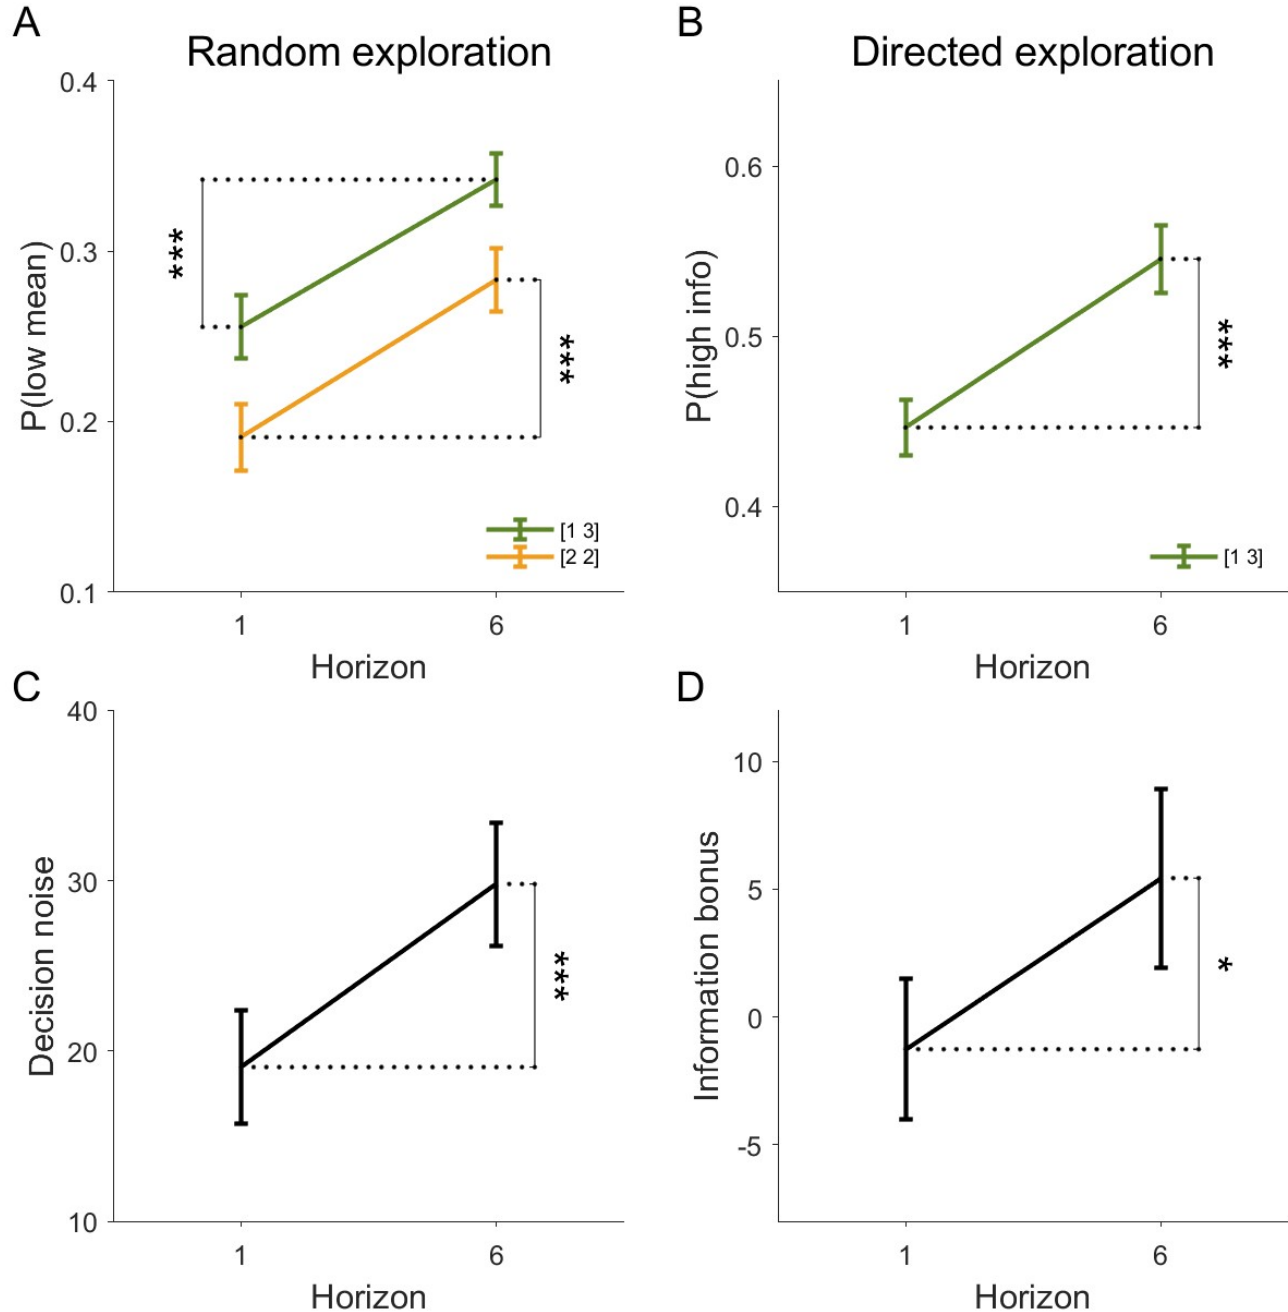 A
Random exploration
0.4
0.3
0.2
0.1
P(low mean)
***
***
[1 3]
[2 2]
1
6
Horizon
B
Directed exploration
0.6
0.5
0.4
P(high info)
***
[1 3]
1
6
Horizon
C
40
30
20
10
Decision noise
***
1
6
Horizon
D
10
5
0
-5
Information bonus
*
1
6
Horizon